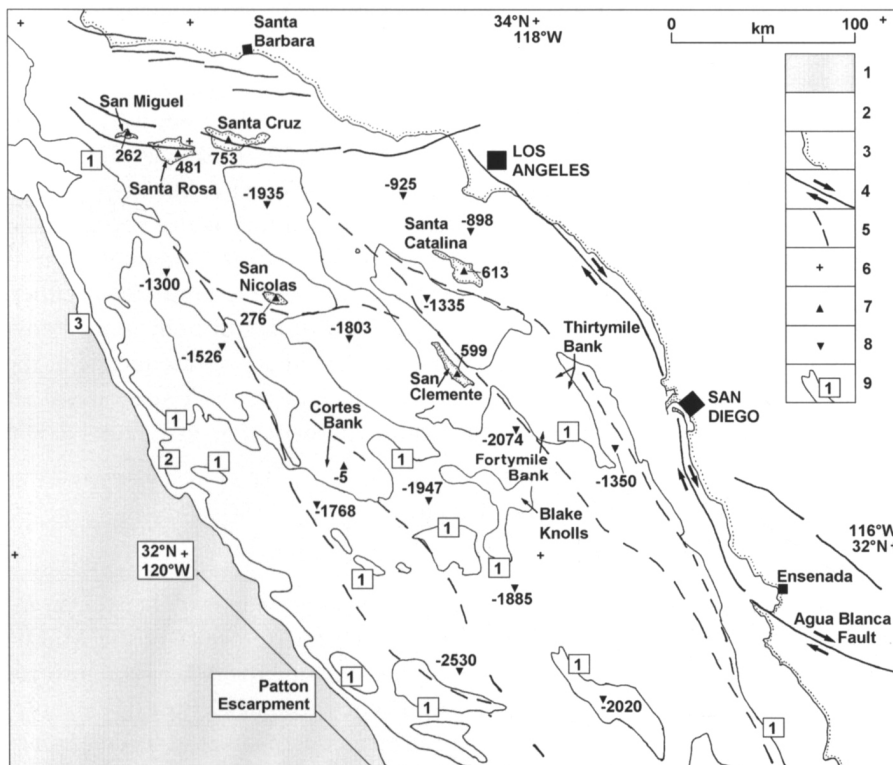 Santa
Barbara
34°N +
118°W
0 km 100
San Miguel
262
Santa Cruz
753
481
Santa Rosa
LOS
ANGELES
1
-1935
-925
-898
Santa
Catalina
613
-1300
San
Nicolas
276
-1335
-1803
Thirtymile
Bank
3
-1526
599
San
Clemente
SAN
DIEGO
Cortes
Bank
1
2
1
1
-2074
1
Fortymile
Bank
-5
-1350
-1947
-1768
Blake
Knolls
1
32°N +
120°W
1
1
116°W
32°N +
-1885
Ensenada
Agua Blanca
Fault
1
-2530
1
Patton
Escarpment
1
-2020
1
1
2
3
4
5
6
7
8
1 9